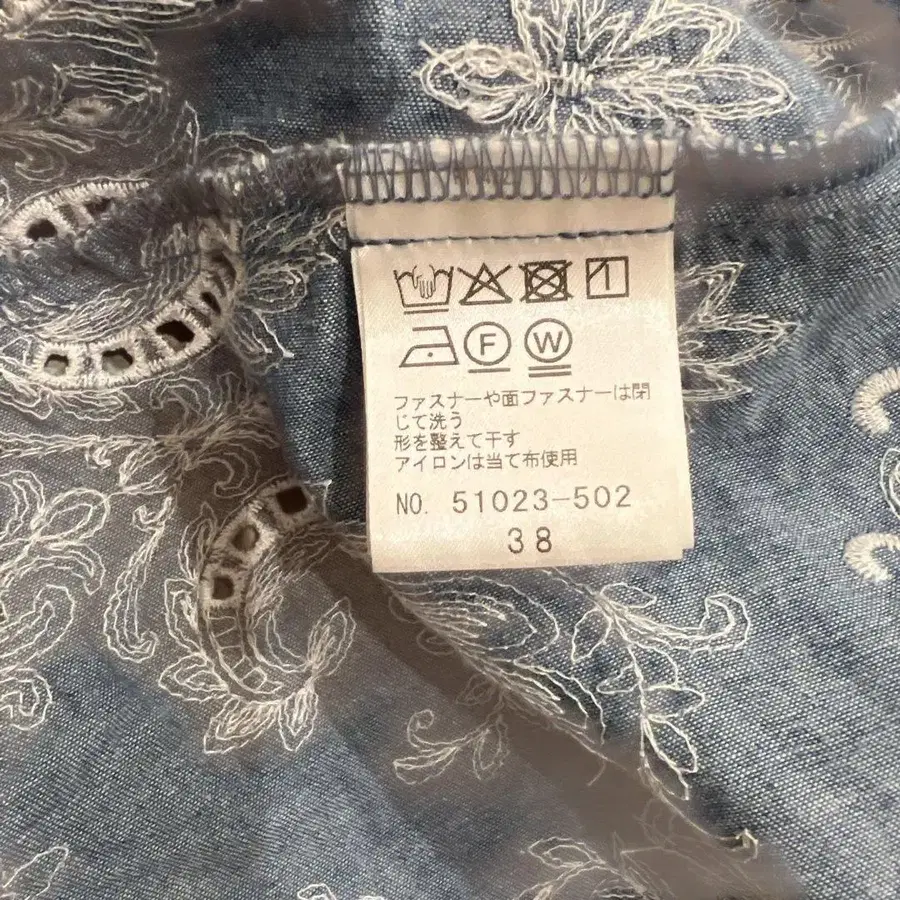 F W
ファスナーや面ファスナーは閉
じて洗う
形を整えて干す
アイロンは当て布使用
NO. 51023-502
38